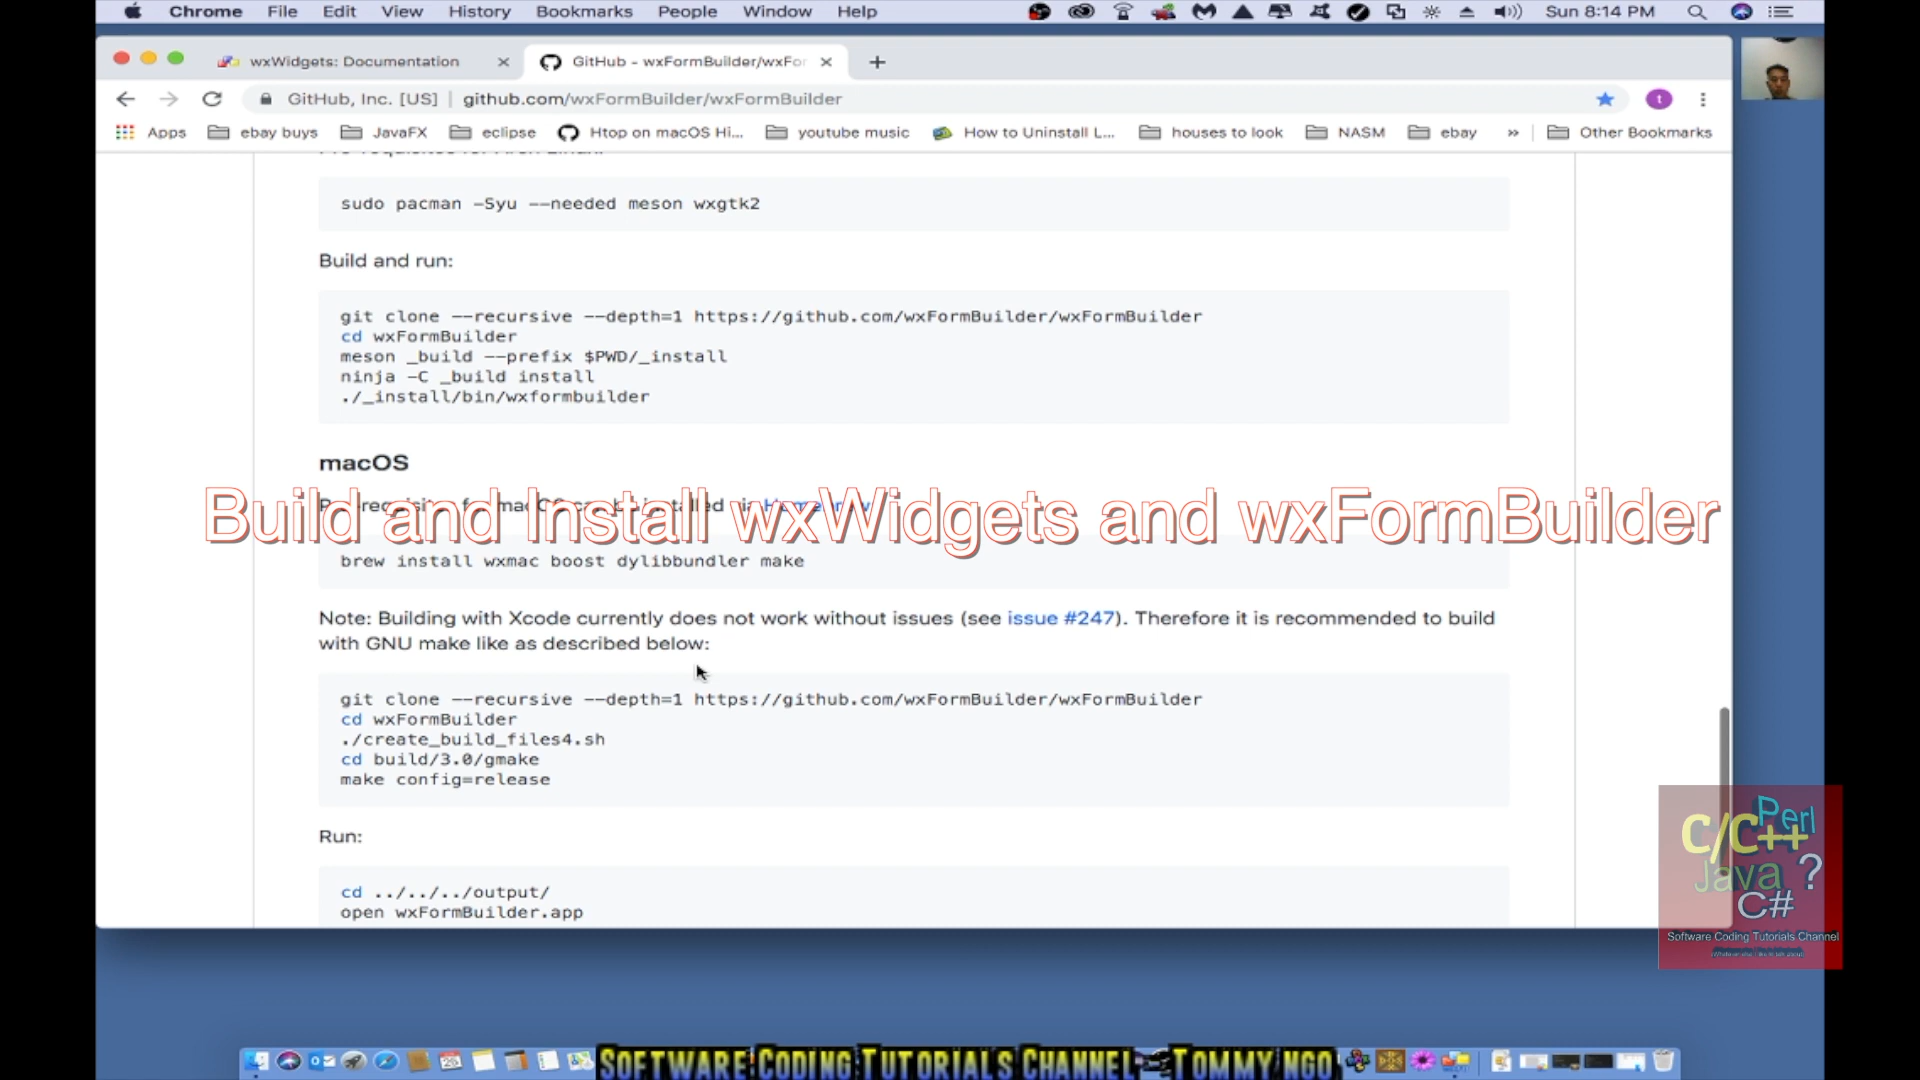 Chrome File Edit View History Bookmarks People Window Help Sun 8:14 PM
wxWidgets: Documentation
GitHub - wxFormBuilder/wxFor
GitHub, Inc. [US] | github.com/wxFormBuilder/wxFormBuilder
t
Apps ebay buys JavaFX eclipse Htop on macOS Hi... youtube music How to Uninstall L... houses to look NASM ebay » Other Bookmarks
sudo pacman -Syu --needed meson wxgtk2
Build and run:
git clone --recursive --depth=1 https://github.com/wxFormBuilder/wxFormBuilder
cd wxFormBuilder
meson _build --prefix $PWD/_install
ninja -C _build install
./_install/bin/wxformbuilder
macOS
Build and Install wxWidgets and wxFormBuilder
brew install wxmac boost dylibbundler make
Note: Building with Xcode currently does not work without issues (see issue #247). Therefore it is recommended to build
with GNU make like as described below:
git clone --recursive --depth=1 https://github.com/wxFormBuilder/wxFormBuilder
cd wxFormBuilder
./create_build_files4.sh
cd build/3.0/gmake
make config=release
Run:
cd ../../../output/
open wxFormBuilder.app
Perl
C/C++
Java ?
C#
Software Coding Tutorials Channel
Software Coding Tutorials Channel - Tommy Ngo